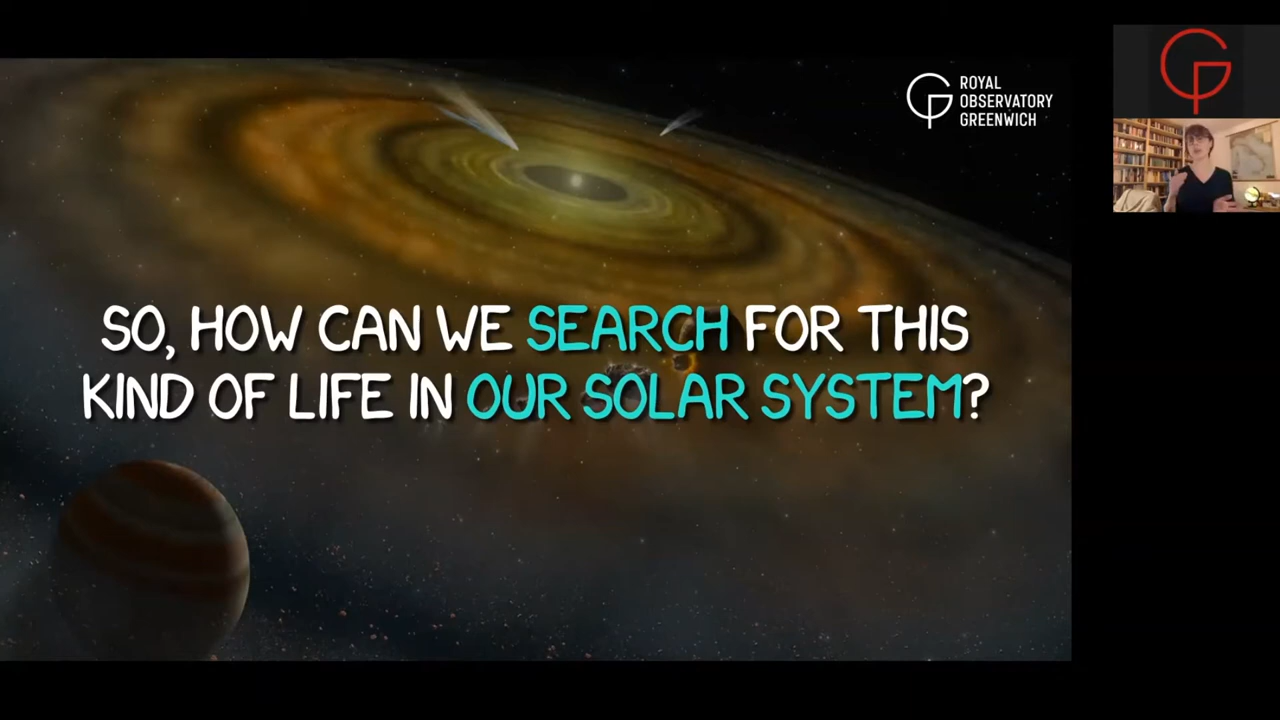 ROYAL
OBSERVATORY
GREENWICH
SO, HOW CAN WE SEARCH FOR THIS
KIND OF LIFE IN OUR SOLAR SYSTEM?